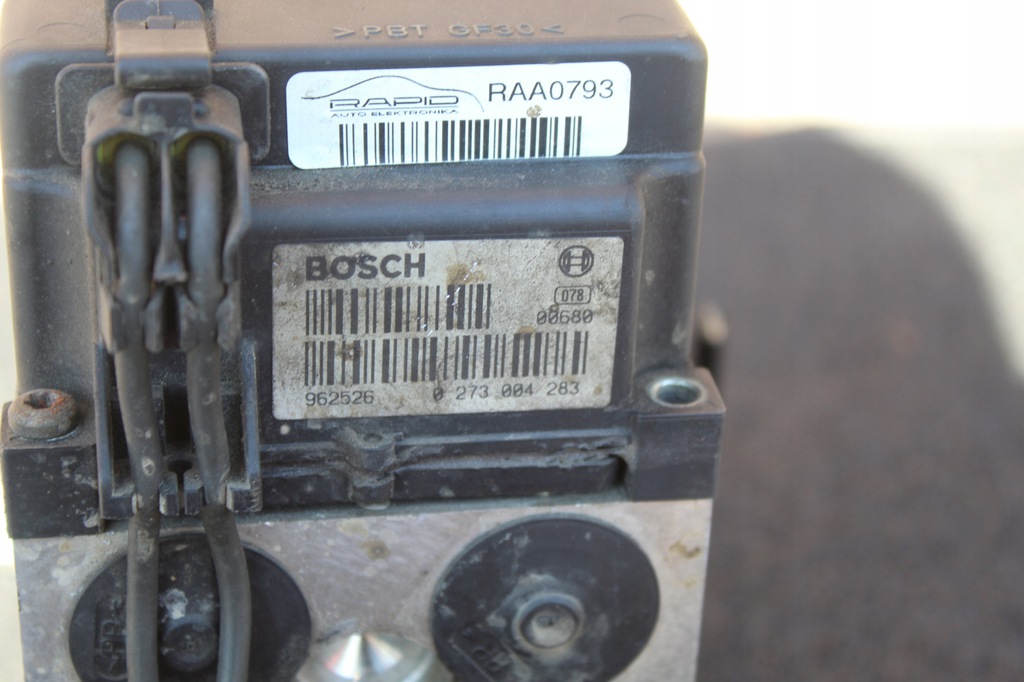 >PBT GF30<
RAPID
AUTO ELEKTRONIKA
RAA0793
BOSCH
078
00680
962526 0 273 004 283